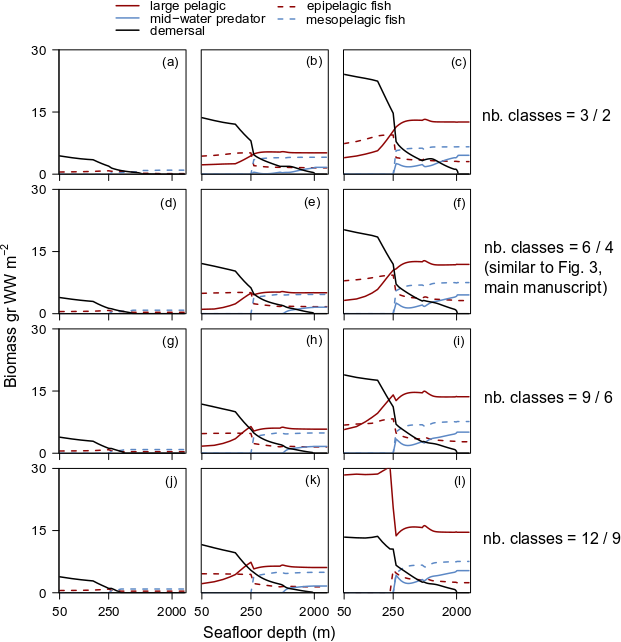 large pelagic
epipelagic fish
mid−water predator
mesopelagic fish
demersal
30
15
0
(a)
(b)
(c)
nb. classes = 3 / 2
30
15
0
(d)
(e)
(f)
nb. classes = 6 / 4
(similar to Fig. 3,
main manuscript)
Biomass gr WW m−2
30
15
0
(g)
(h)
(i)
nb. classes = 9 / 6
30
15
0
(j)
(k)
(l)
nb. classes = 12 / 9
50 250 2000
50 250 2000
50 250 2000
Seafloor depth (m)